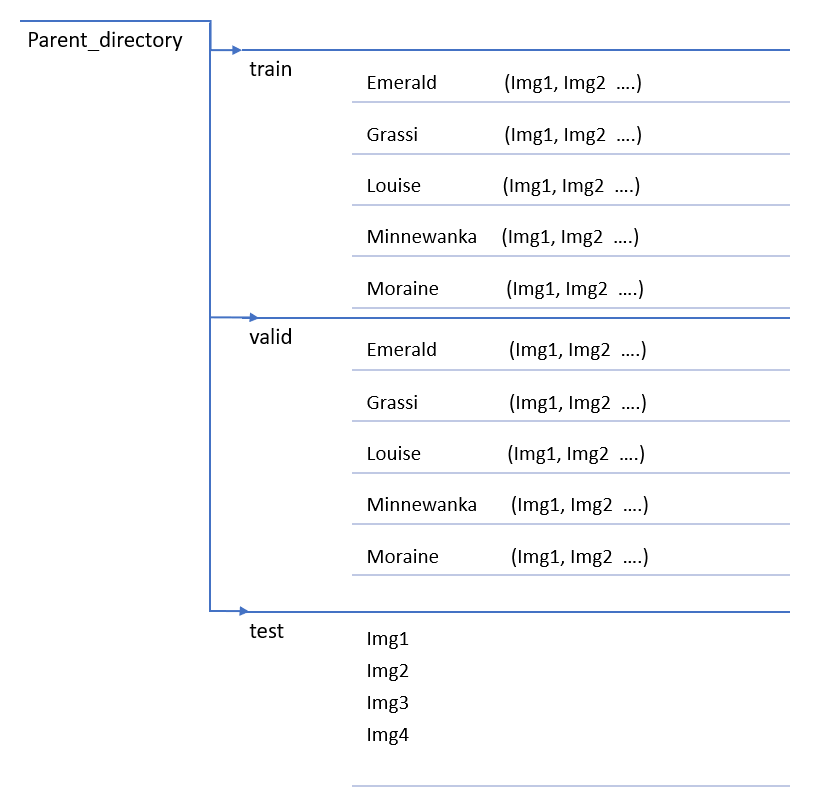 Parent_directory
train
Emerald (Img1, Img2 ....)
Grassi (Img1, Img2 ....)
Louise (Img1, Img2 ....)
Minnewanka (Img1, Img2 ....)
Moraine (Img1, Img2 ....)
valid
Emerald (Img1, Img2 ....)
Grassi (Img1, Img2 ....)
Louise (Img1, Img2 ....)
Minnewanka (Img1, Img2 ....)
Moraine (Img1, Img2 ....)
test
Img1
Img2
Img3
Img4